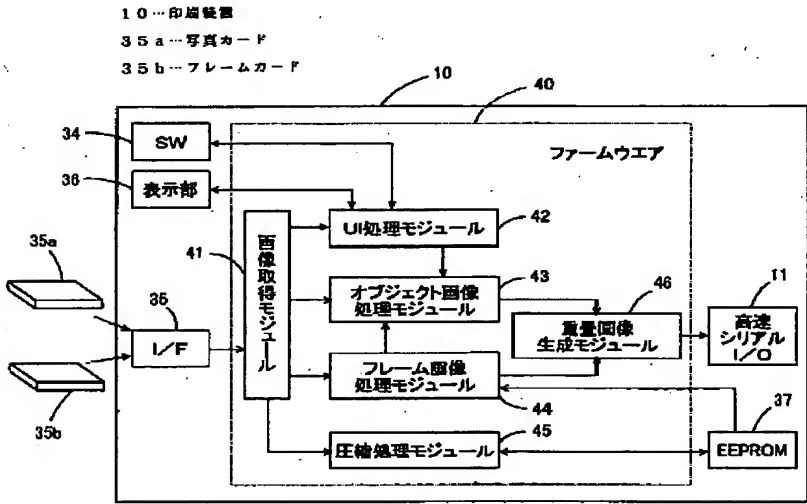 10…印刷装置
35a…写真カード
35b…フレームカード
10
40
34
SW
ファームウエア
36
表示部
UI処理モジュール
42
35a
41
画像取得モジュール
43
オブジェクト画像
処理モジュール
46
11
35
I/F
重畳画像
生成モジュール
高速
シリアル
I/O
フレーム画像
処理モジュール
44
37
35b
45
圧縮処理モジュール
EEPROM